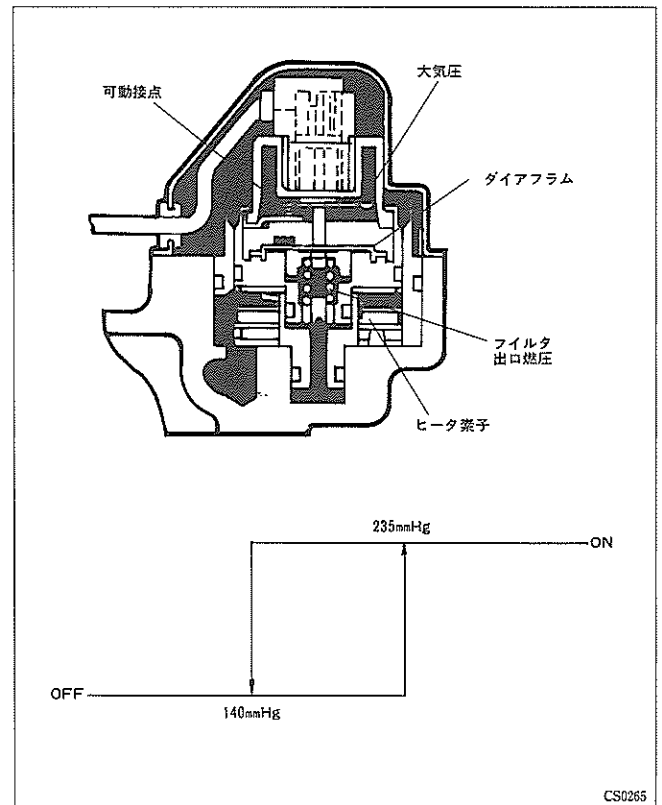 大気圧
可動接点
ダイアフラム
フイルタ
出口燃圧
ヒータ素子
235mmHg
ON
OFF
140mmHg
CS0265